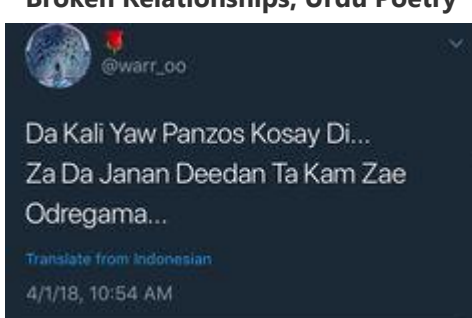 Broken Relationships, Urdu Poetry
@warr_oo
Da Kali Yaw Panzos Kosay Di...
Za Da Janan Deedan Ta Kam Zae
Odregama...
Translate from Indonesian
4/1/18, 10:54 AM